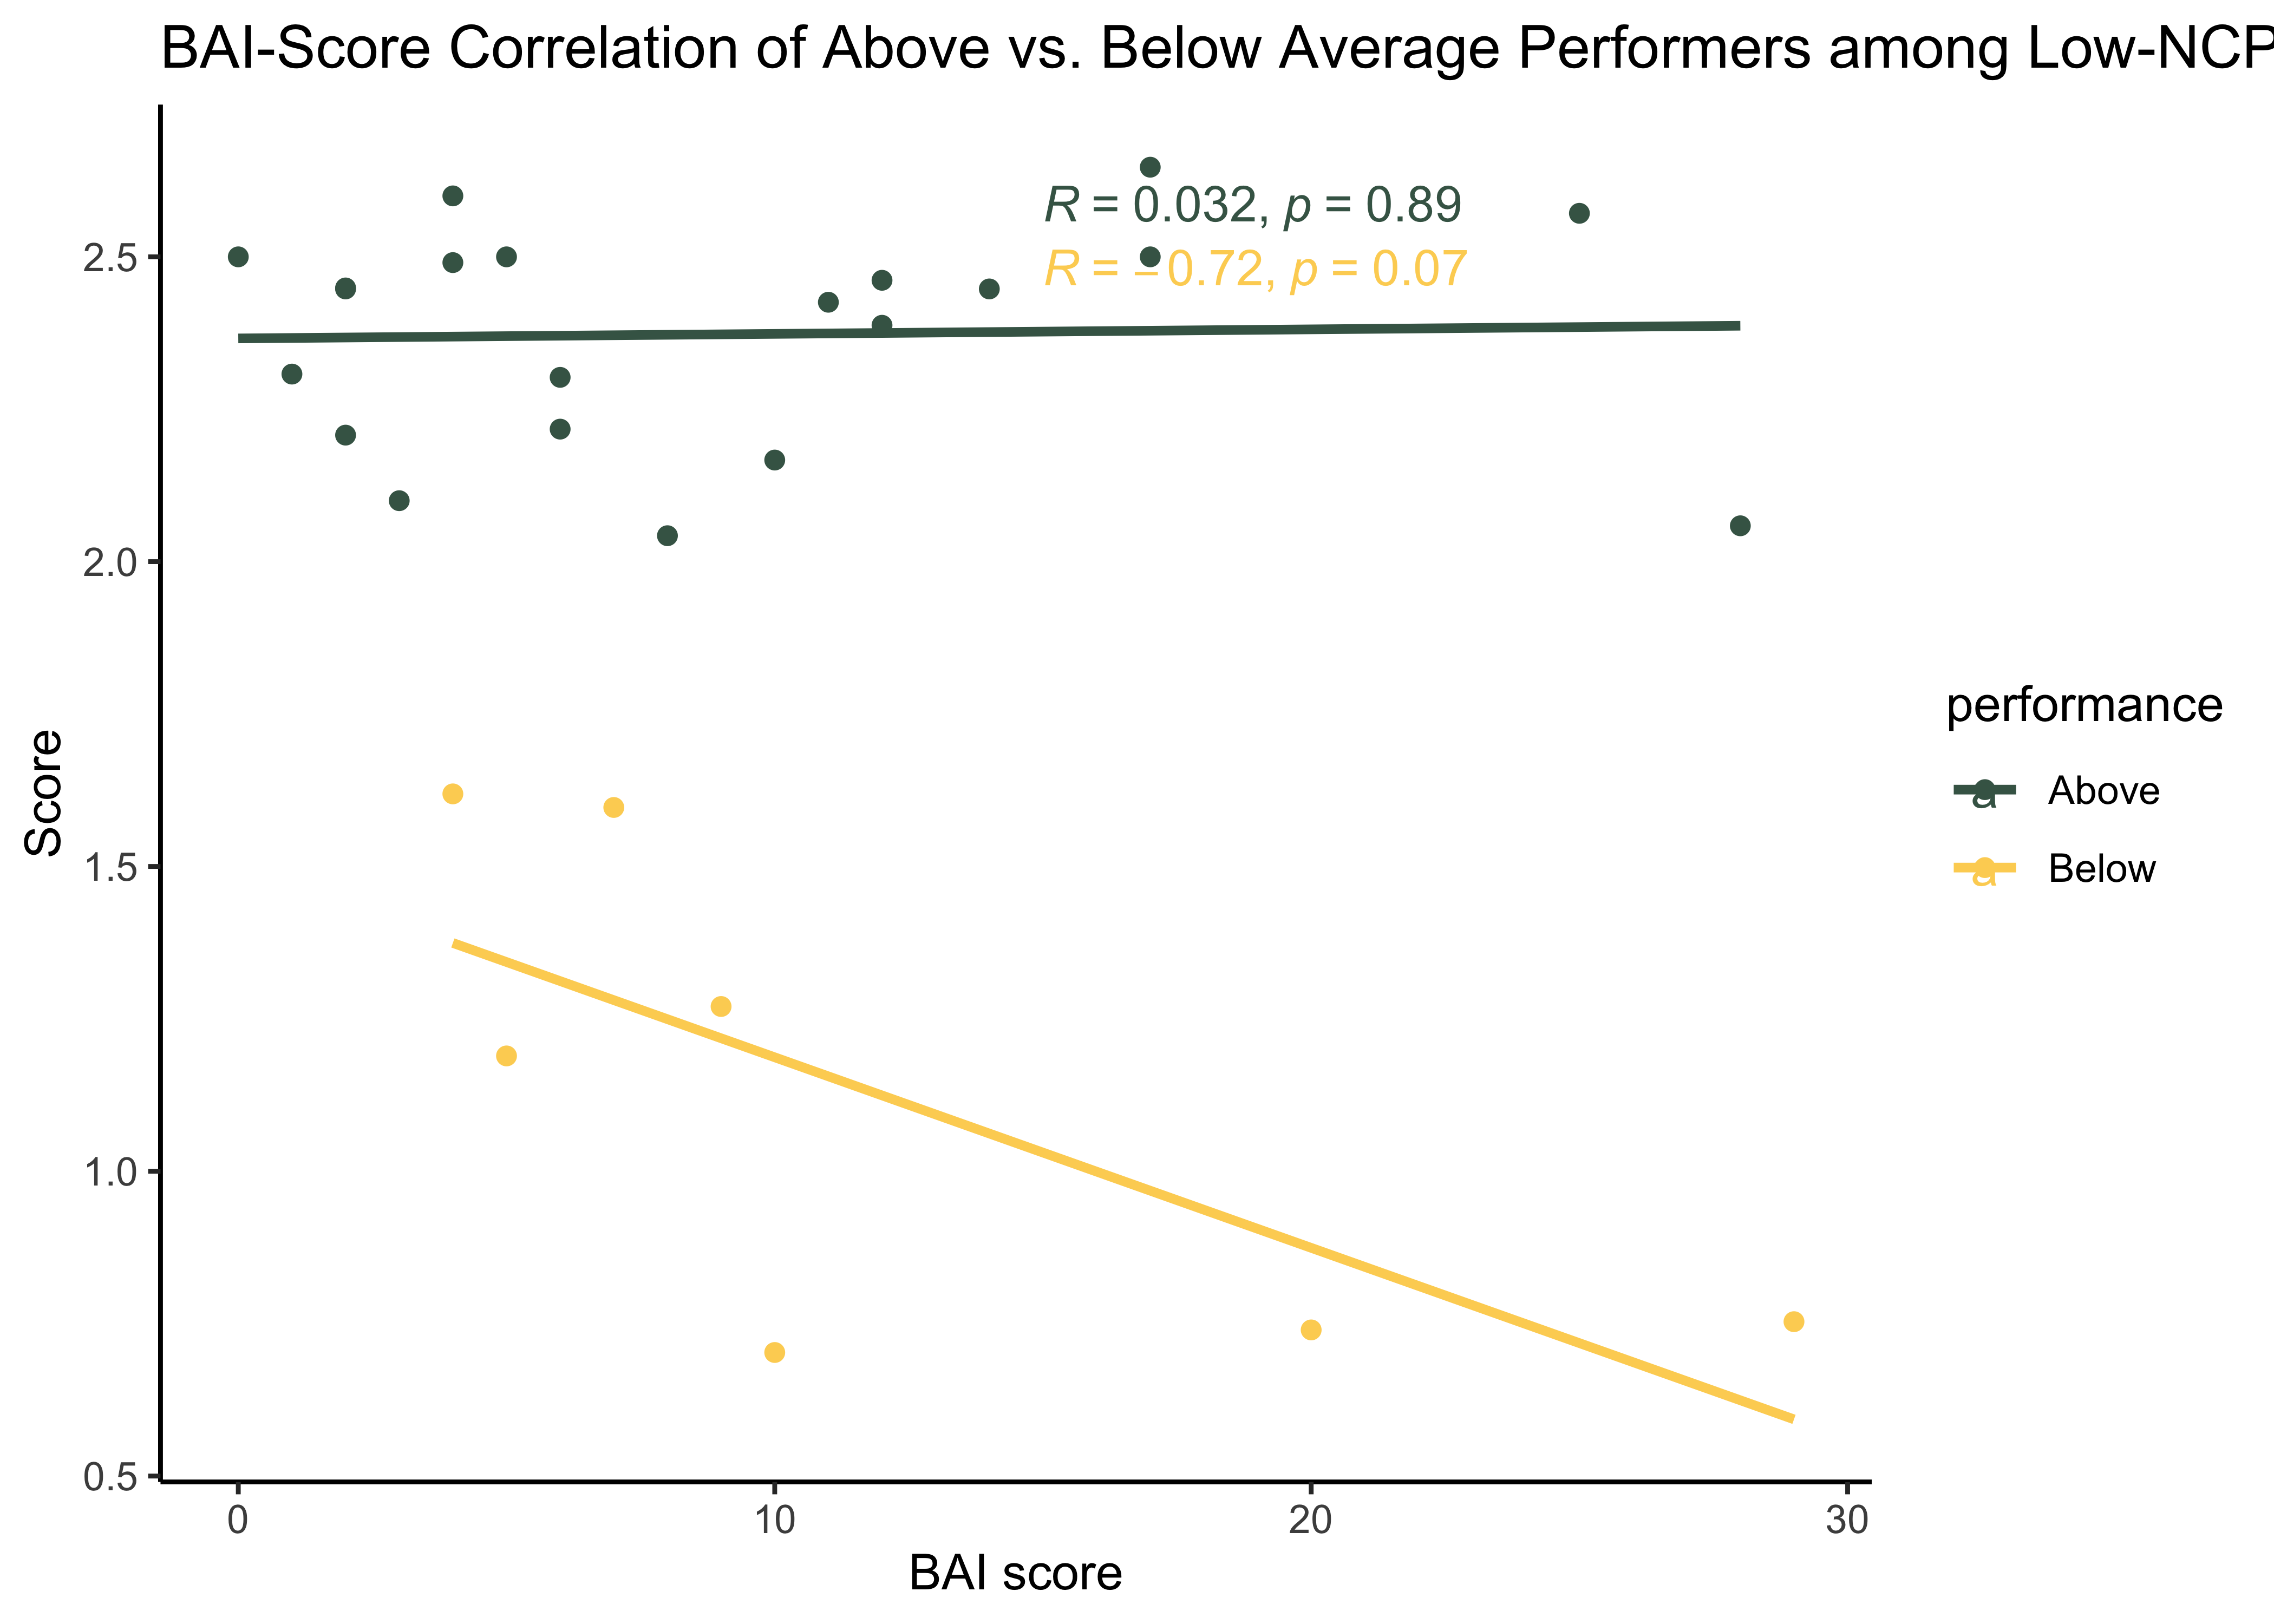 BAI-Score Correlation of Above vs. Below Average Performers among Low-NCP
R = 0.032, p = 0.89
R = −0.72, p = 0.07
2.5
2.0
1.5
1.0
0.5
Score
0 10 20 30
BAI score
performance
a Above
a Below